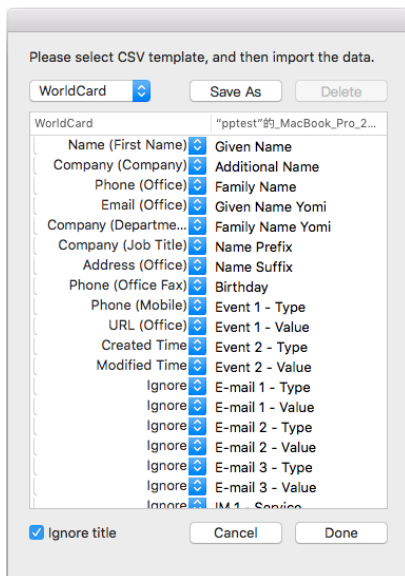 Please select CSV template, and then import the data.
WorldCard Save As Delete
WorldCard "pptest"的_MacBook_Pro_2...
Name (First Name) Given Name
Company (Company) Additional Name
Phone (Office) Family Name
Email (Office) Given Name Yomi
Company (Departme... Family Name Yomi
Company (Job Title) Name Prefix
Address (Office) Name Suffix
Phone (Office Fax) Birthday
Phone (Mobile) Event 1 - Type
URL (Office) Event 1 - Value
Created Time Event 2 - Type
Modified Time Event 2 - Value
Ignore E-mail 1 - Type
Ignore E-mail 1 - Value
Ignore E-mail 2 - Type
Ignore E-mail 2 - Value
Ignore E-mail 3 - Type
Ignore E-mail 3 - Value
Ignore IM 1 - Service
Ignore title Cancel Done